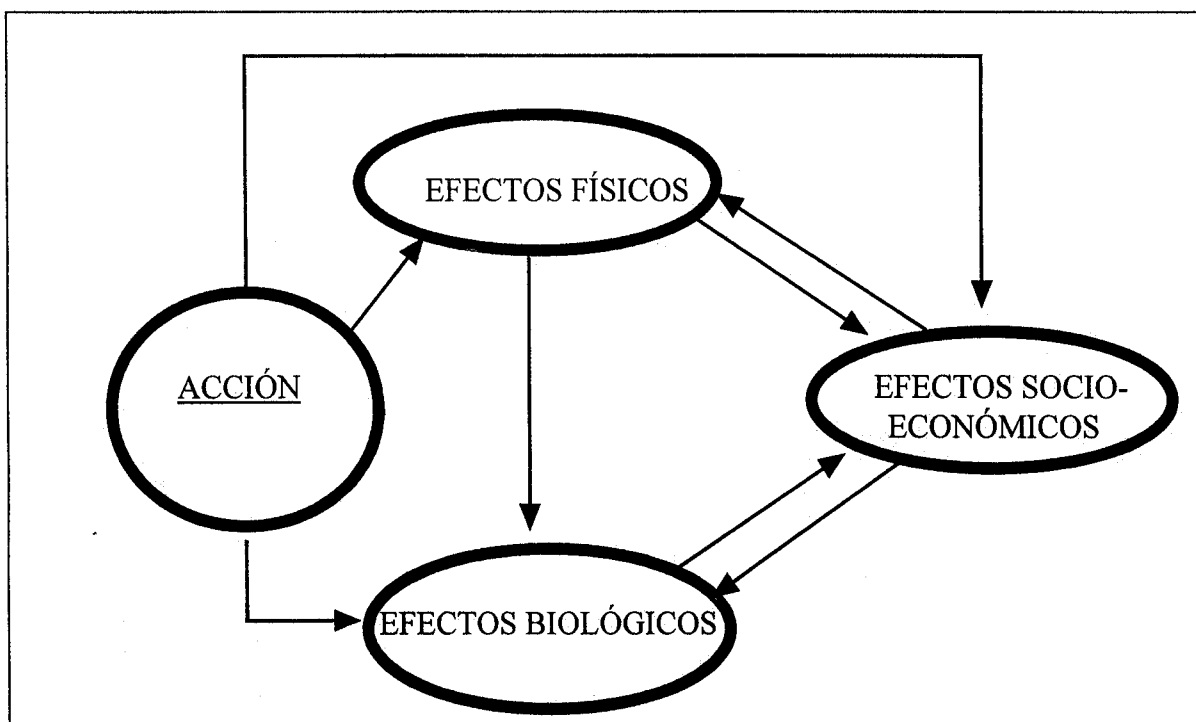 EFECTOS FÍSICOS
ACCIÓN
EFECTOS SOCIO-
ECONÓMICOS
EFECTOS BIOLÓGICOS